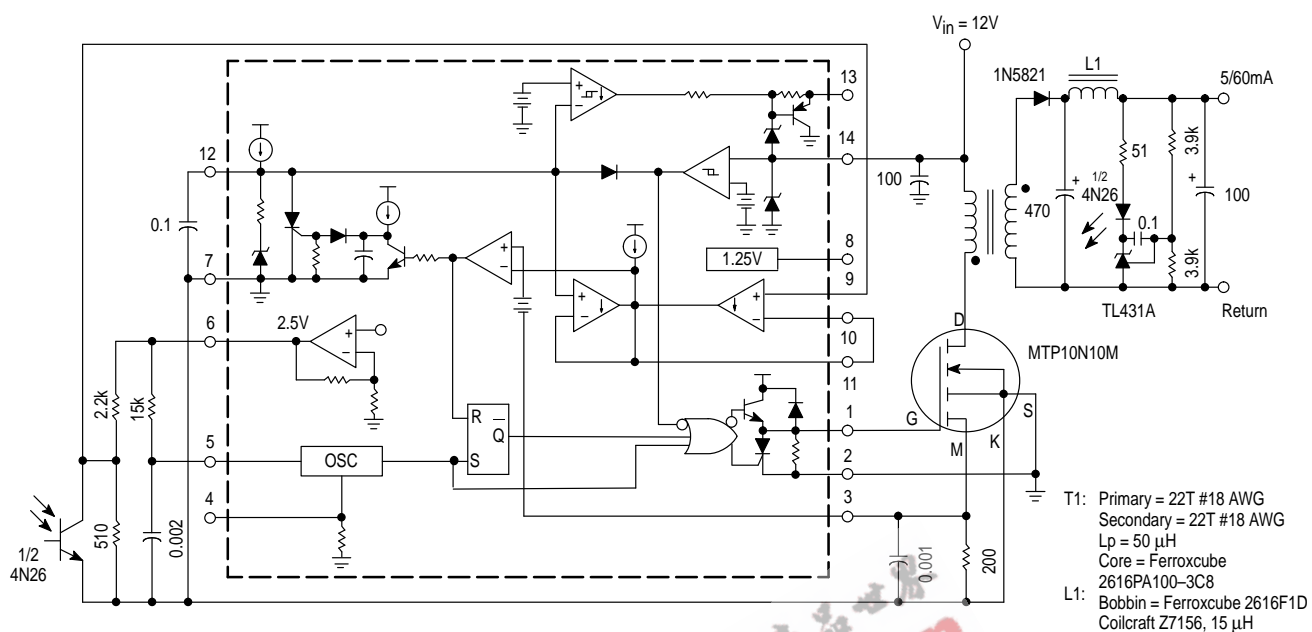 V_in = 12V
1N5821
L1
5/60mA
13
14
12
100
470
1/2
4N26
51
3.9k
+
100
0.1
0.1
3.9k
TL431A
Return
7
8
1.25V
9
6
2.5V
10
11
D
MTP10N10M
G
S
M
K
2.2k
15k
5
OSC
R
S
Q
1
2
3
4
510
0.002
1/2
4N26
0.001
200
T1: Primary = 22T #18 AWG
Secondary = 22T #18 AWG
Lp = 50 μH
Core = Ferroxcube
2616PA100–3C8
L1: Bobbin = Ferroxcube 2616F1D
Coilcraft Z7156, 15 μH